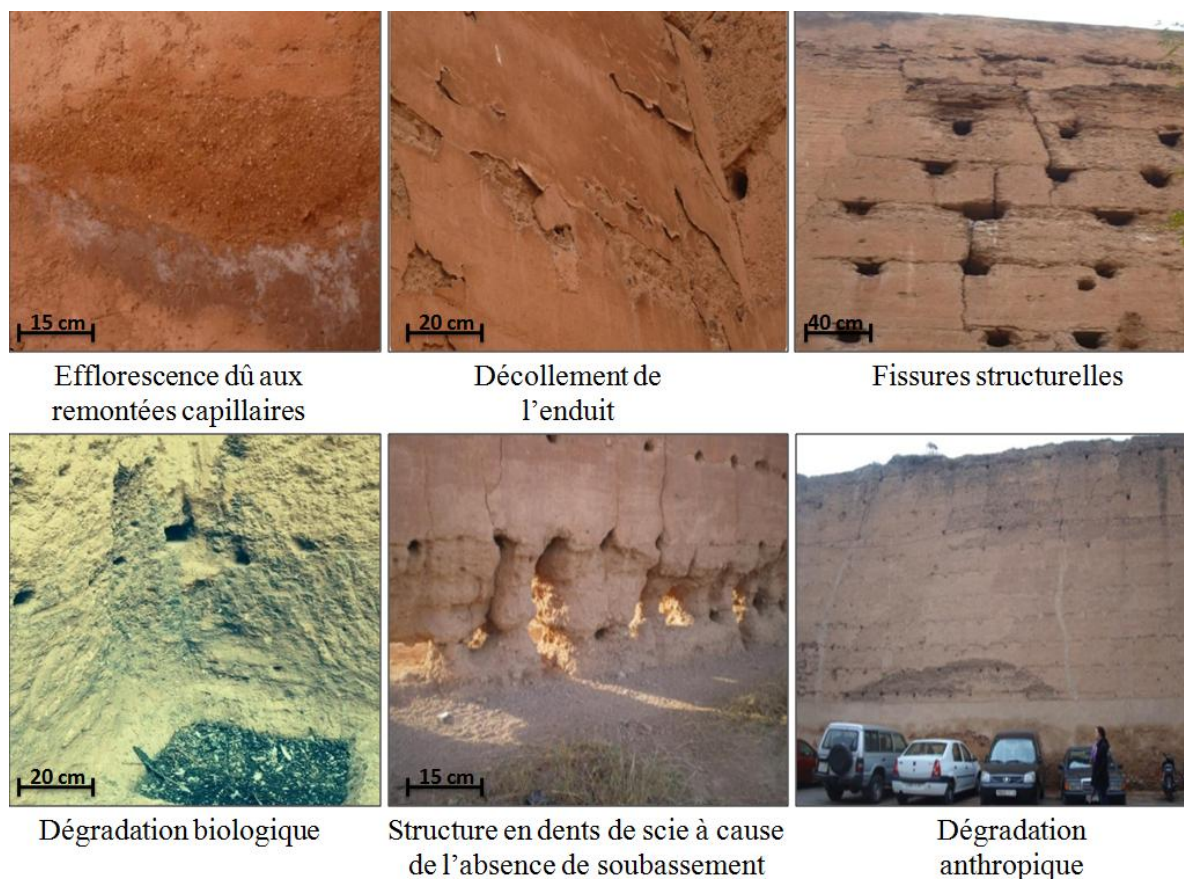 15 cm
20 cm
40 cm
Efflorescence dû aux
remontées capillaires
Décollement de
l'enduit
Fissures structurelles
20 cm
15 cm
Dégradation biologique
Structure en dents de scie à cause
de l'absence de soubassement
Dégradation
anthropique